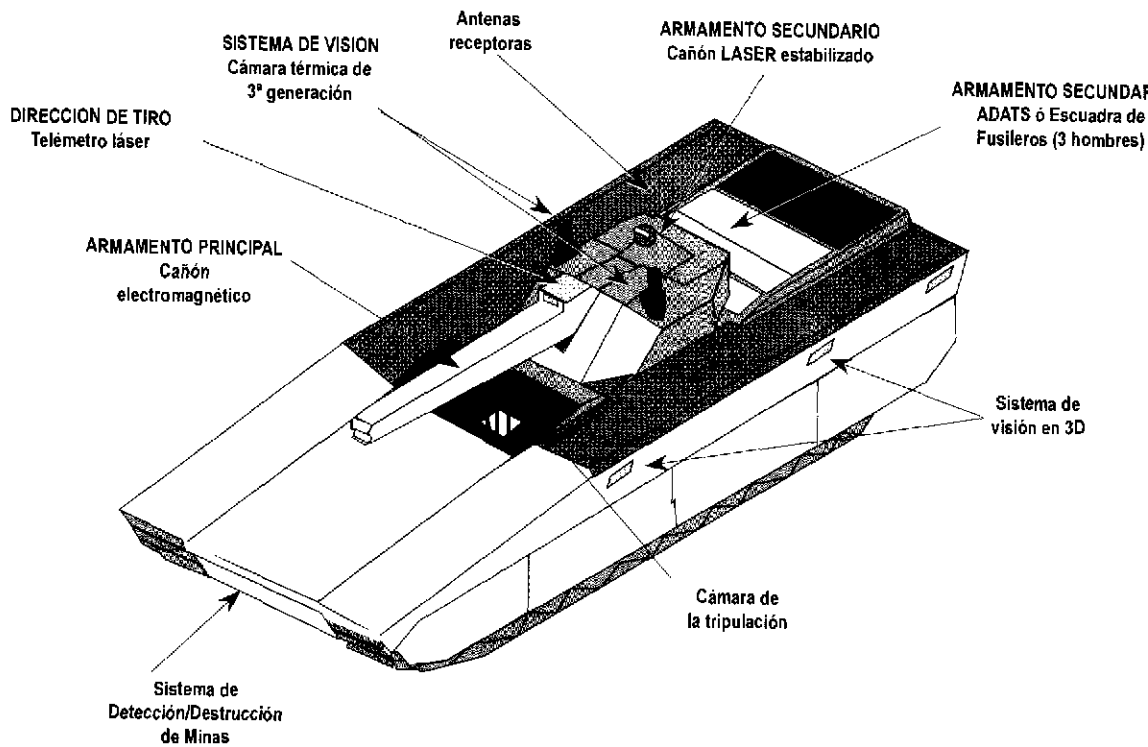 Antenas
receptoras
ARMAMENTO SECUNDARIO
Cañón LASER estabilizado
SISTEMA DE VISION
Cámara térmica de
3ª generación
ARMAMENTO SECUNDAR
ADATS ó Escuadra de
Fusileros (3 hombres)
DIRECCION DE TIRO
Telémetro láser
ARMAMENTO PRINCIPAL
Cañón
electromagnético
Sistema de
visión en 3D
Cámara de
la tripulación
Sistema de
Detección/Destrucción
de Minas